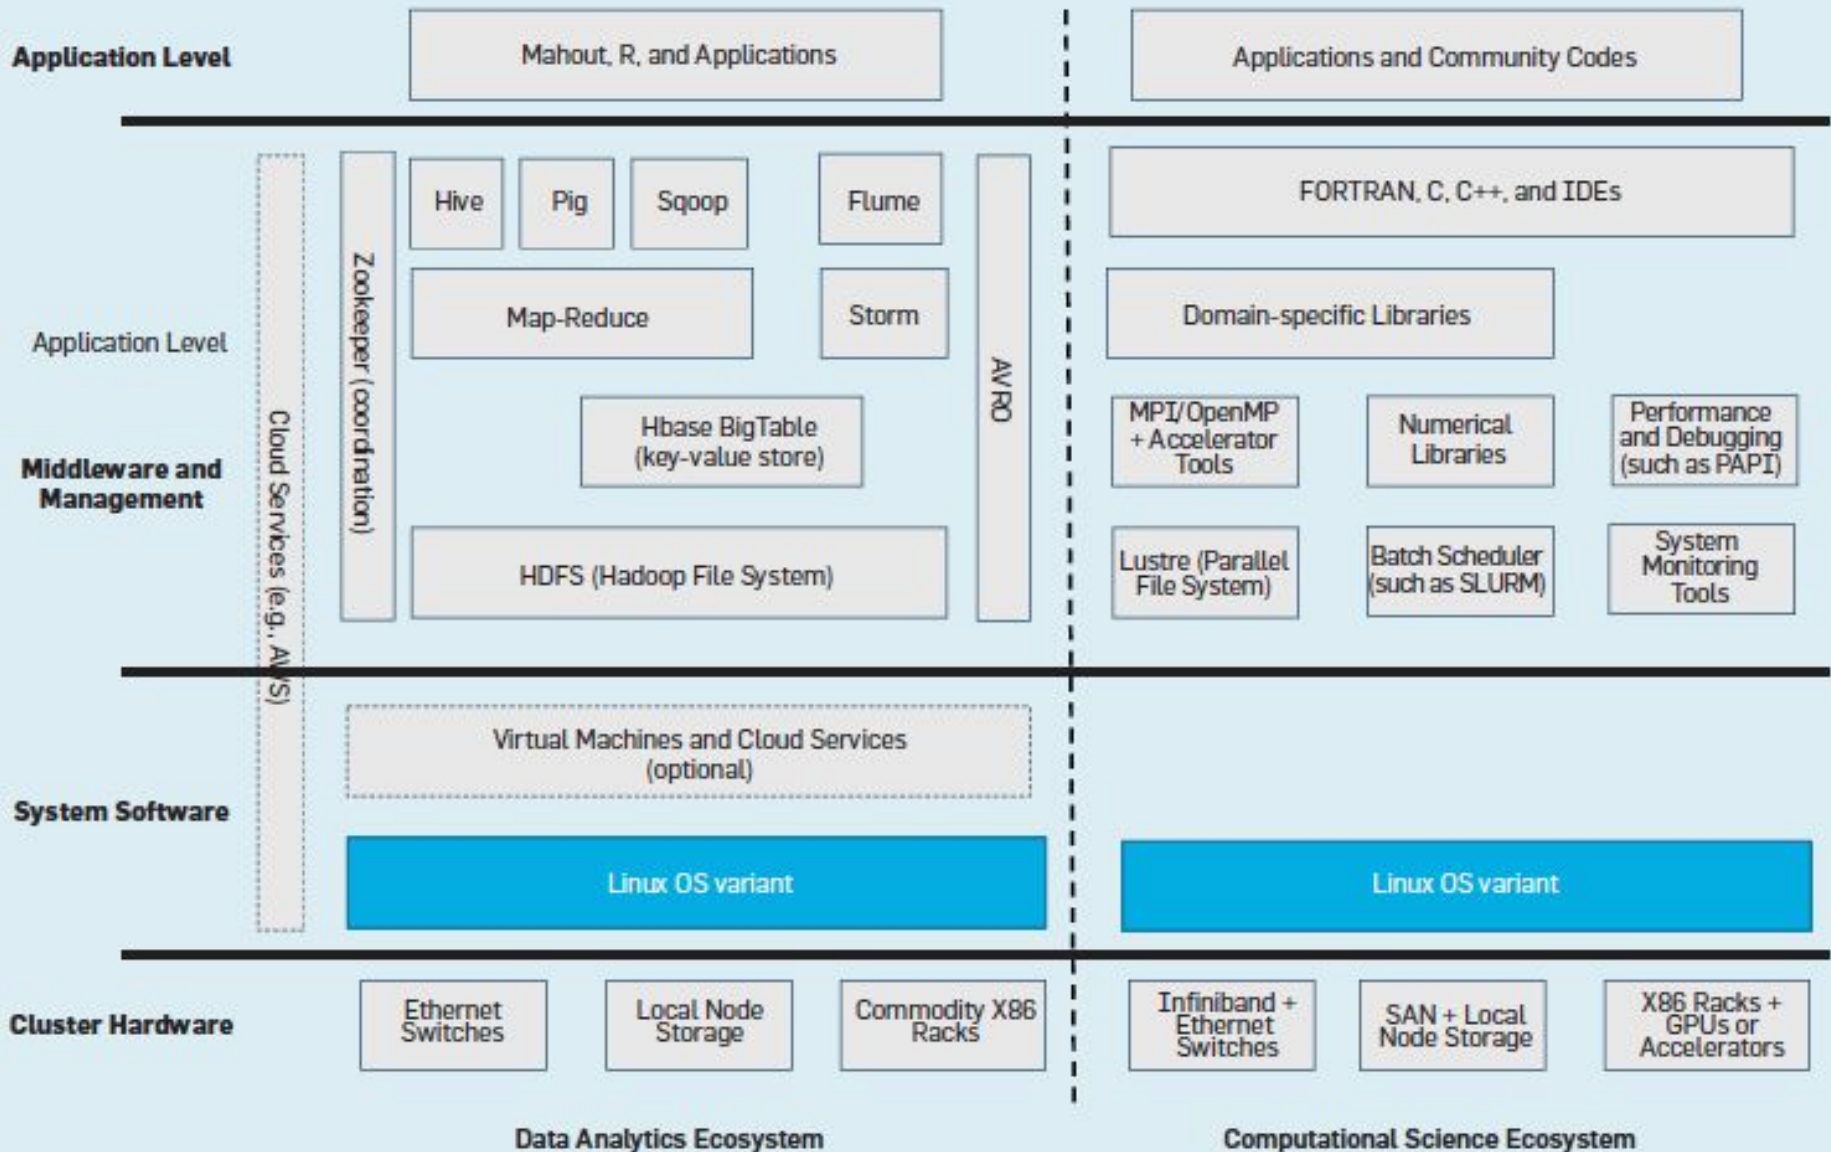 Application Level
Mahout, R, and Applications
Applications and Community Codes
Hive
Pig
Sqoop
Flume
FORTRAN, C, C++, and IDEs
Zookeeper (coordination)
Map-Reduce
Storm
AVRO
Domain-specific Libraries
Application Level
Cloud Services (e.g., AWS)
Hbase BigTable
(key-value store)
MPI/OpenMP
+ Accelerator
Tools
Numerical
Libraries
Performance
and Debugging
(such as PAPI)
Middleware and
Management
HDFS (Hadoop File System)
Lustre (Parallel
File System)
Batch Scheduler
(such as SLURM)
System
Monitoring
Tools
Virtual Machines and Cloud Services
(optional)
System Software
Linux OS variant
Linux OS variant
Cluster Hardware
Ethernet
Switches
Local Node
Storage
Commodity X86
Racks
Infiniband +
Ethernet
Switches
SAN + Local
Node Storage
X86 Racks +
GPUs or
Accelerators
Data Analytics Ecosystem
Computational Science Ecosystem